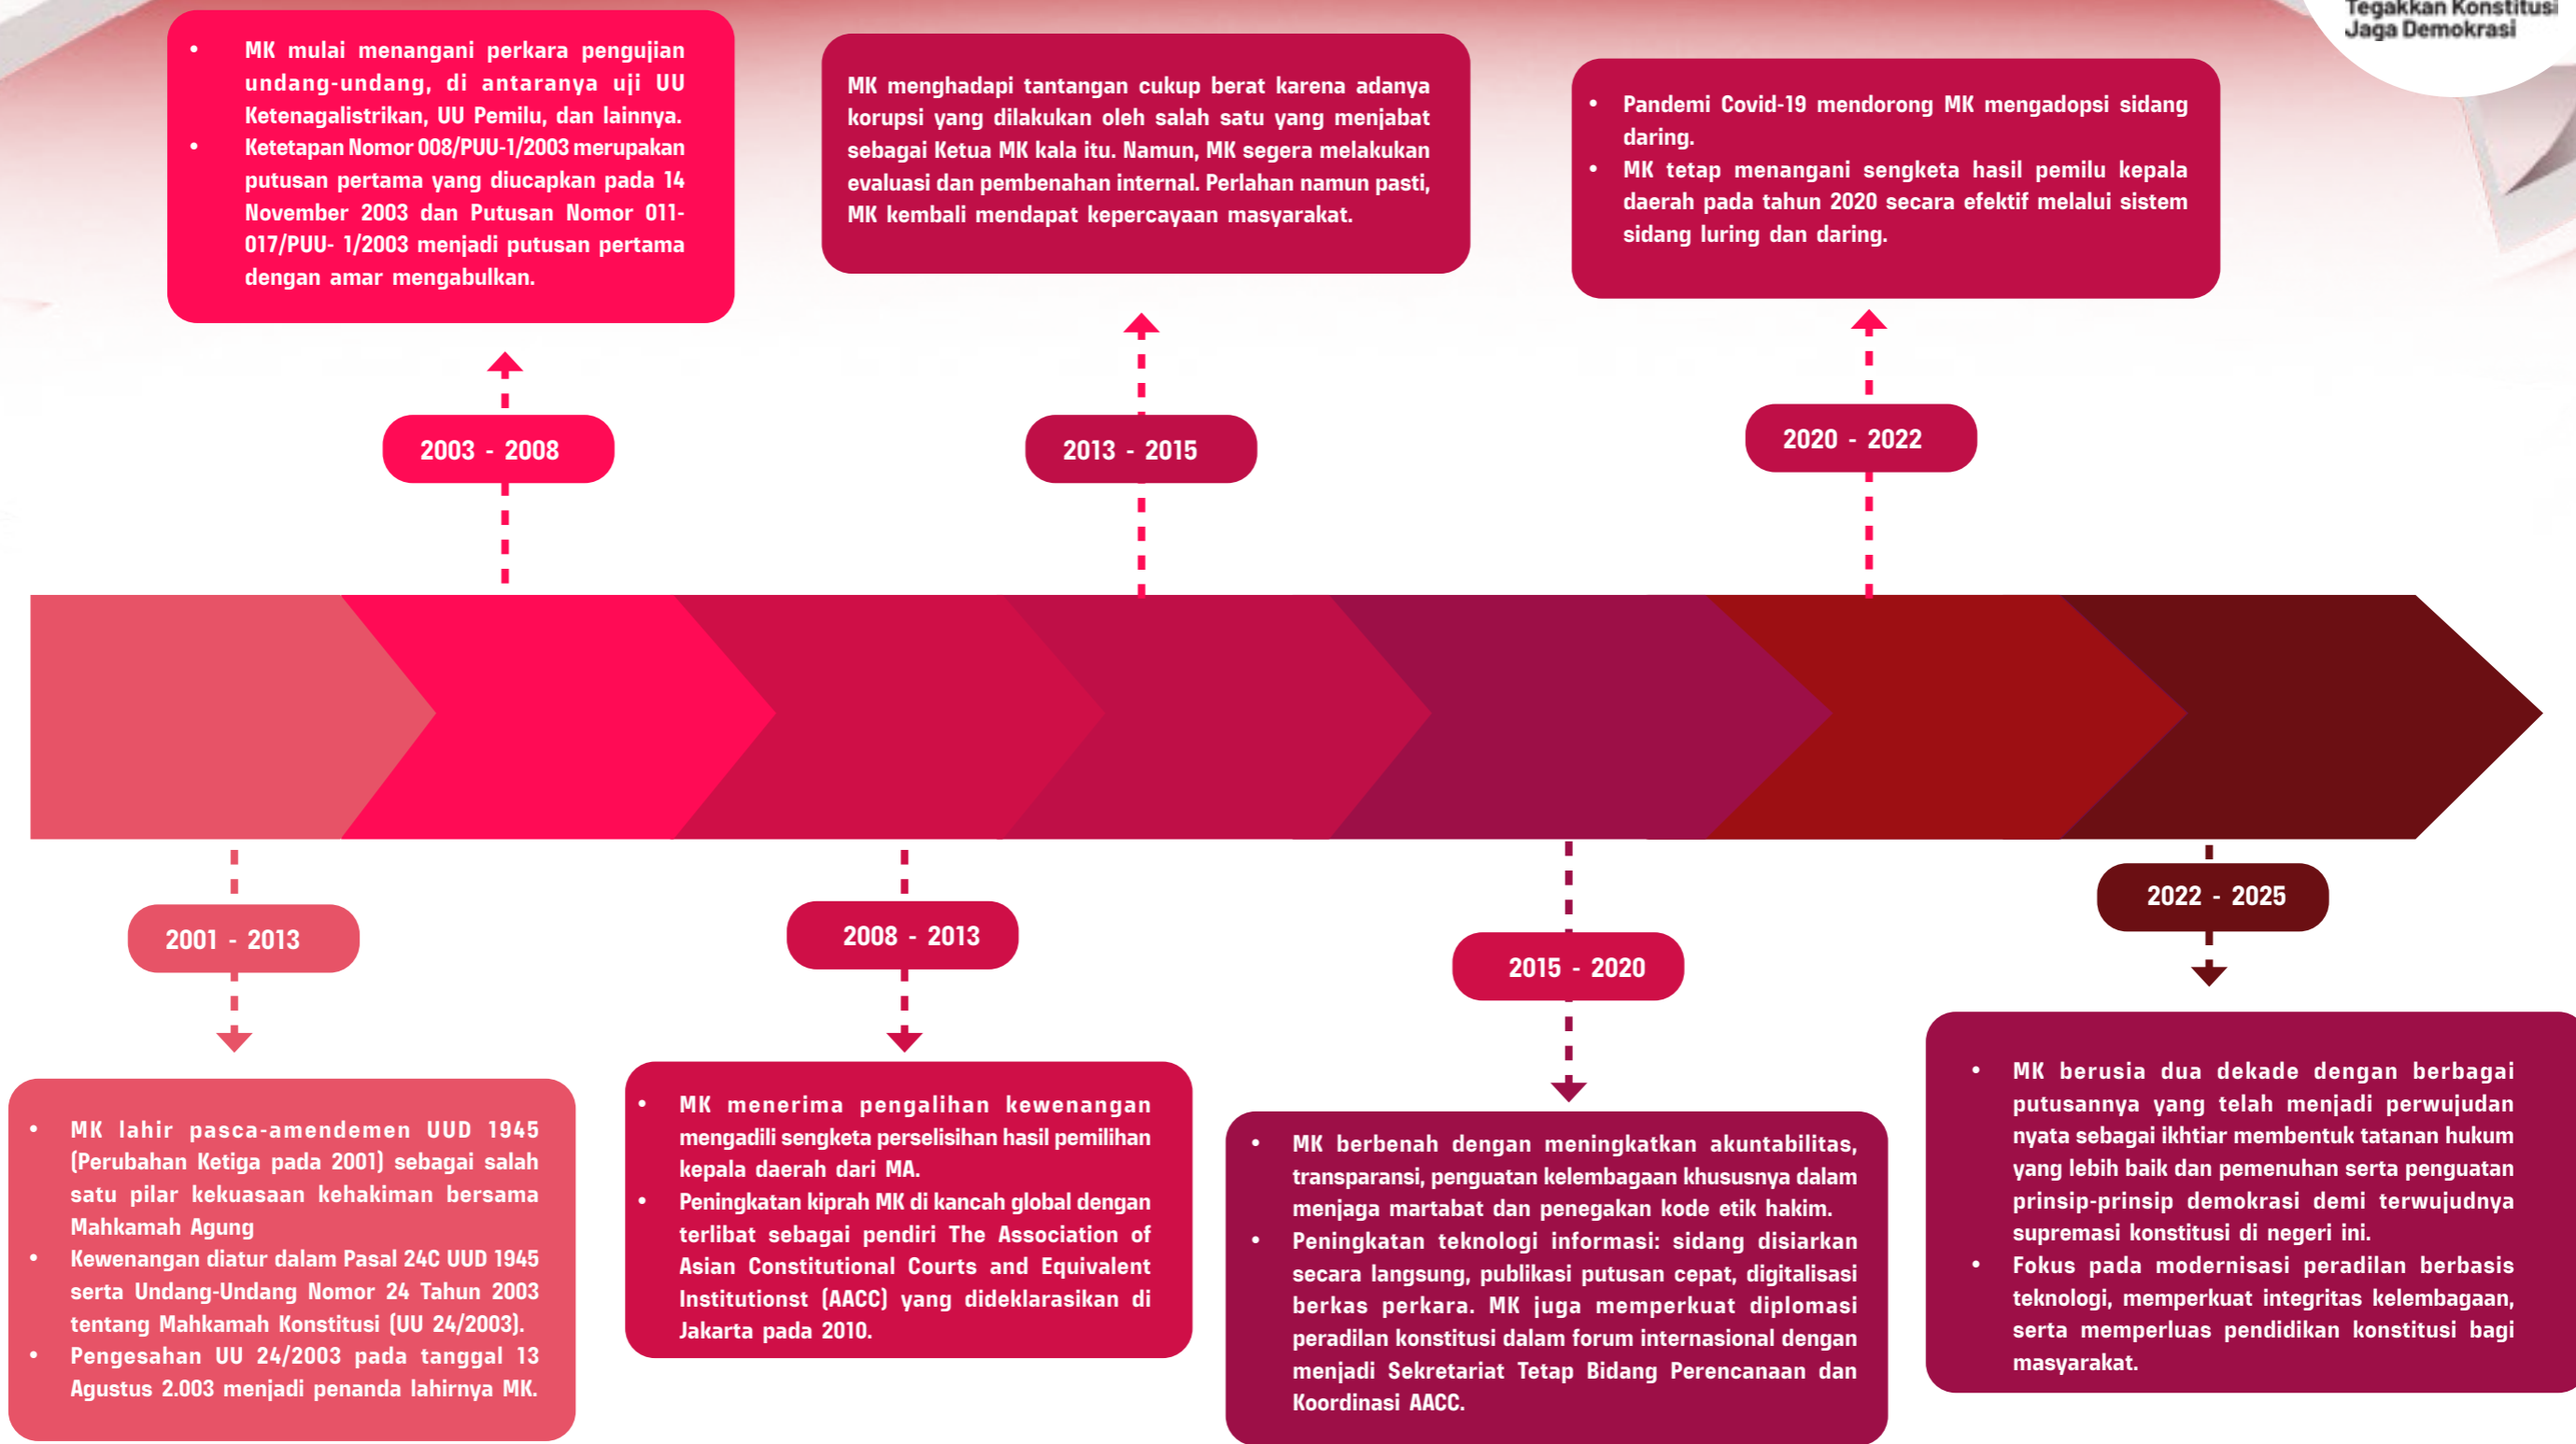 Tegakkan Konstitusi
Jaga Demokrasi
• MK mulai menangani perkara pengujian
undang-undang, di antaranya uji UU
Ketenagalistrikan, UU Pemilu, dan lainnya.
• Ketetapan Nomor 008/PUU-1/2003 merupakan
putusan pertama yang diucapkan pada 14
November 2003 dan Putusan Nomor 011-
017/PUU- 1/2003 menjadi putusan pertama
dengan amar mengabulkan.
MK menghadapi tantangan cukup berat karena adanya
korupsi yang dilakukan oleh salah satu yang menjabat
sebagai Ketua MK kala itu. Namun, MK segera melakukan
evaluasi dan pembenahan internal. Perlahan namun pasti,
MK kembali mendapat kepercayaan masyarakat.
• Pandemi Covid-19 mendorong MK mengadopsi sidang
daring.
• MK tetap menangani sengketa hasil pemilu kepala
daerah pada tahun 2020 secara efektif melalui sistem
sidang luring dan daring.
2003 - 2008
2013 - 2015
2020 - 2022
2001 - 2013
2008 - 2013
2015 - 2020
2022 - 2025
• MK lahir pasca-amendemen UUD 1945
(Perubahan Ketiga pada 2001) sebagai salah
satu pilar kekuasaan kehakiman bersama
Mahkamah Agung
• Kewenangan diatur dalam Pasal 24C UUD 1945
serta Undang-Undang Nomor 24 Tahun 2003
tentang Mahkamah Konstitusi (UU 24/2003).
• Pengesahan UU 24/2003 pada tanggal 13
Agustus 2.003 menjadi penanda lahirnya MK.
• MK menerima pengalihan kewenangan
mengadili sengketa perselisihan hasil pemilihan
kepala daerah dari MA.
• Peningkatan kiprah MK di kancah global dengan
terlibat sebagai pendiri The Association of
Asian Constitutional Courts and Equivalent
Institutionst (AACC) yang dideklarasikan di
Jakarta pada 2010.
• MK berbenah dengan meningkatkan akuntabilitas,
transparansi, penguatan kelembagaan khususnya dalam
menjaga martabat dan penegakan kode etik hakim.
• Peningkatan teknologi informasi: sidang disiarkan
secara langsung, publikasi putusan cepat, digitalisasi
berkas perkara. MK juga memperkuat diplomasi
peradilan konstitusi dalam forum internasional dengan
menjadi Sekretariat Tetap Bidang Perencanaan dan
Koordinasi AACC.
• MK berusia dua dekade dengan berbagai
putusannya yang telah menjadi perwujudan
nyata sebagai ikhtiar membentuk tatanan hukum
yang lebih baik dan pemenuhan serta penguatan
prinsip-prinsip demokrasi demi terwujudnya
supremasi konstitusi di negeri ini.
• Fokus pada modernisasi peradilan berbasis
teknologi, memperkuat integritas kelembagaan,
serta memperluas pendidikan konstitusi bagi
masyarakat.